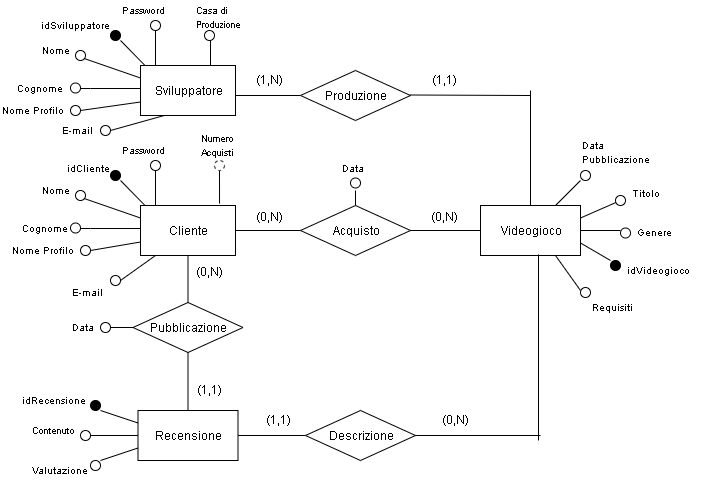 Password
Casa di
Produzione
idSviluppatore
Nome
Cognome
Nome Profilo
E-mail
Sviluppatore
(1,N)
Produzione
(1,1)
Password
Numero
Acquisti
idCliente
Nome
Cognome
Nome Profilo
E-mail
Cliente
(0,N)
Data
Acquisto
(0,N)
Videogioco
Data
Pubblicazione
Titolo
Genere
idVideogioco
Requisiti
(0,N)
Data
Pubblicazione
(1,1)
idRecensione
Contenuto
Valutazione
Recensione
(1,1)
Descrizione
(0,N)